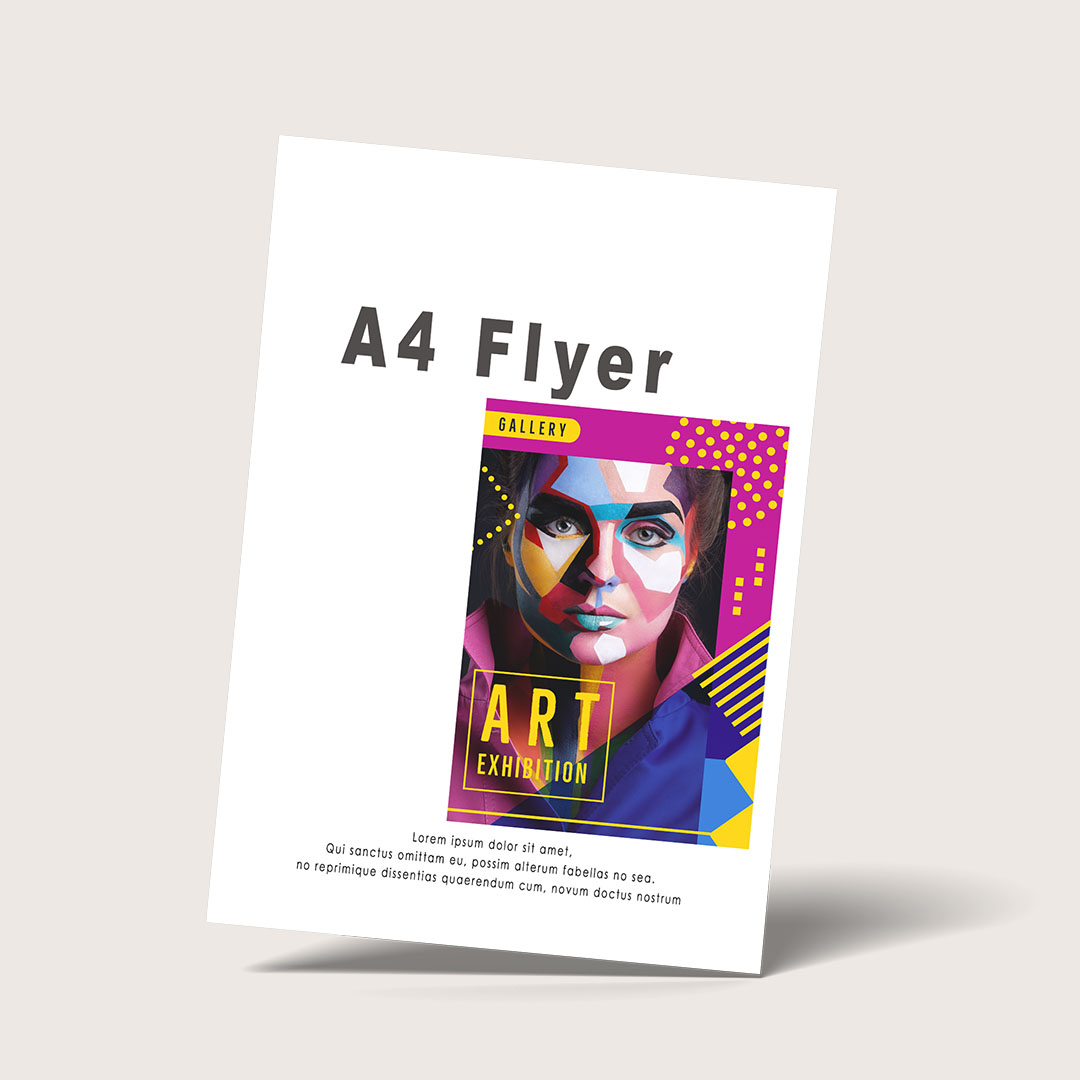 A4 Flyer
GALLERY
ART
EXHIBITION
Lorem ipsum dolor sit amet,
Qui sanctus omittam eu, possim alterum fabellas no sea.
no reprimique dissentias quaerendum cum, novum doctus nostrum